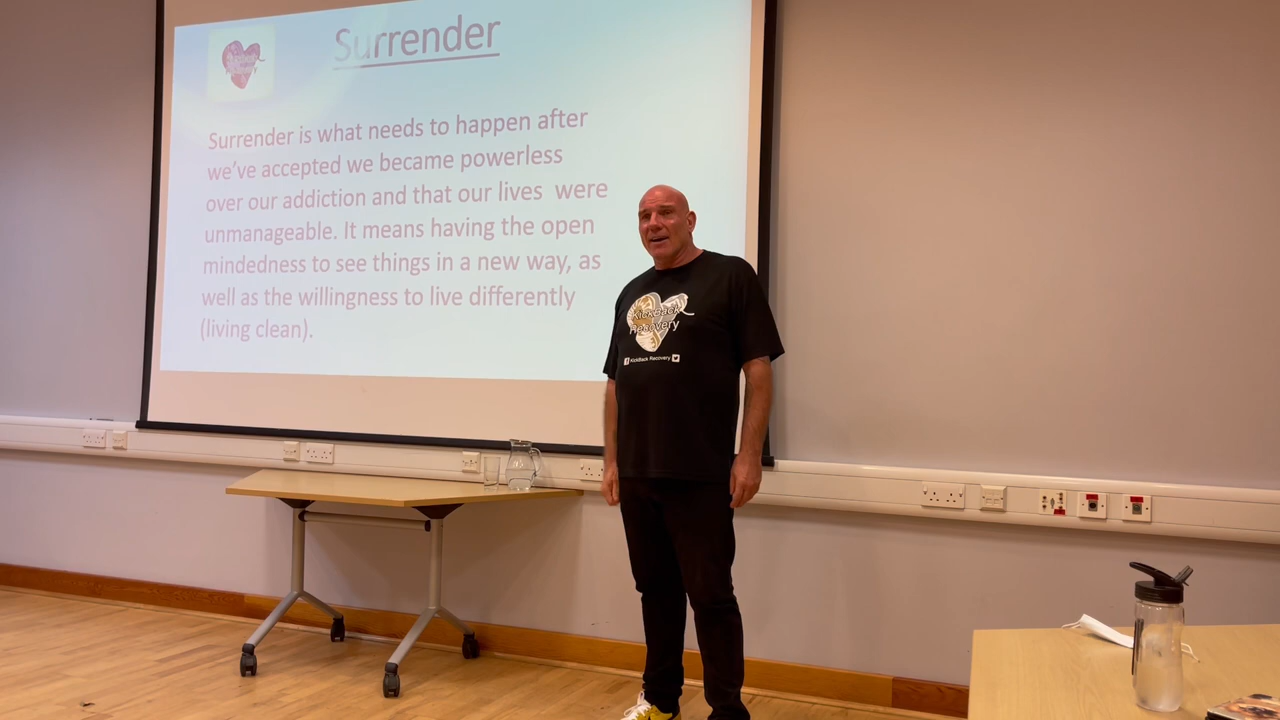 Surrender
Surrender is what needs to happen after
we've accepted we became powerless
over our addiction and that our lives were
unmanageable. It means having the open
mindedness to see things in a new way, as
well as the willingness to live differently
(living clean).
KickBack
Recovery
KickBack Recovery